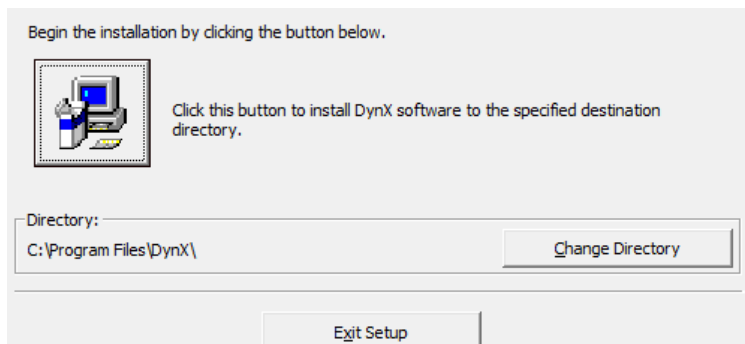 Begin the installation by clicking the button below.
Click this button to install DynX software to the specified destination
directory.
Directory:
C:\Program Files\DynX\
Change Directory
Exit Setup